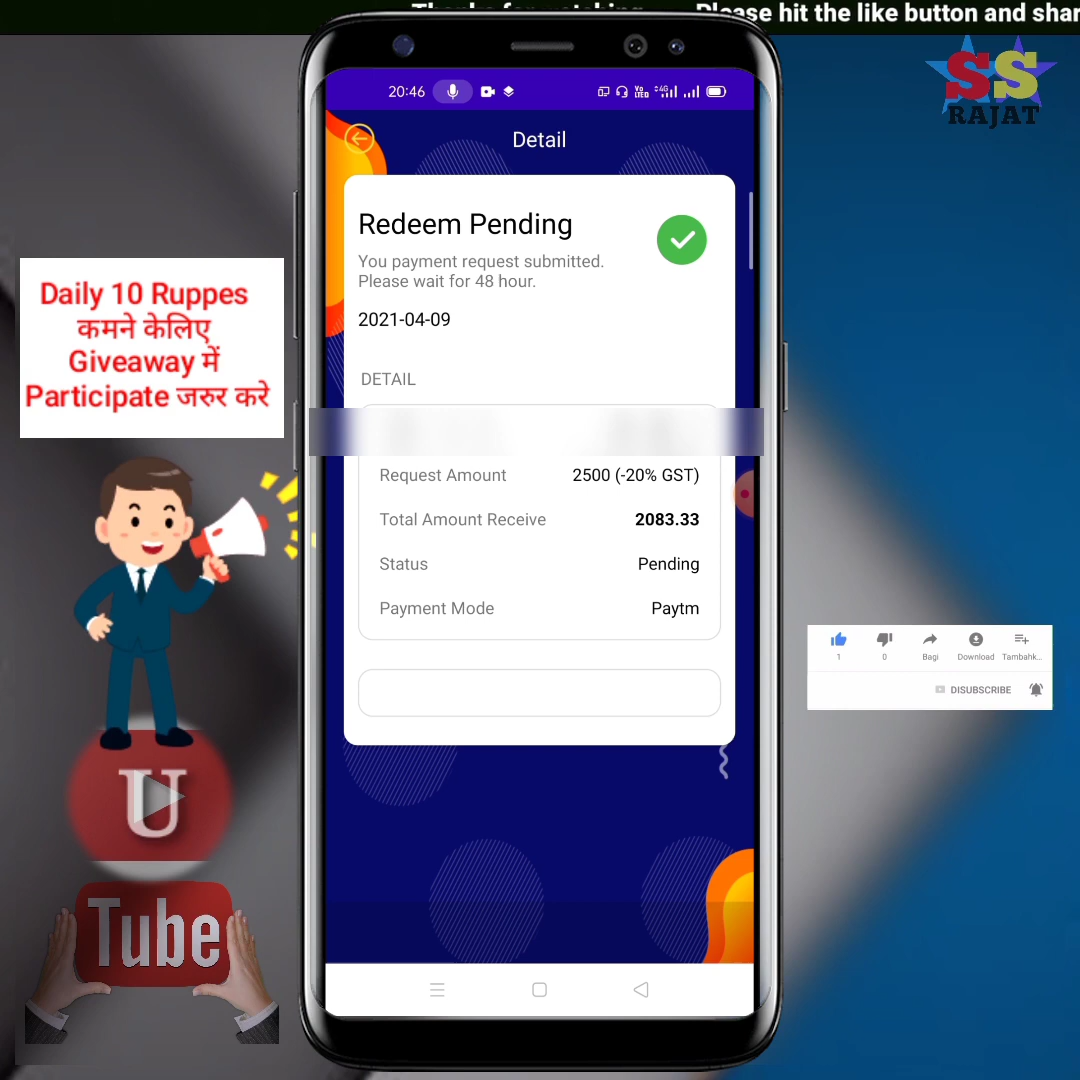 Please hit the like button and shar
SS
RAJAT
20:46
Detail
Redeem Pending
You payment request submitted.
Please wait for 48 hour.
2021-04-09
DETAIL
Request Amount 2500 (-20% GST)
Total Amount Receive 2083.33
Status Pending
Payment Mode Paytm
Daily 10 Ruppes
कमने केलिए
Giveaway में
Participate जरुर करे
U
Tube
1 0 Bagi Download Tambahk...
DISUBSCRIBE